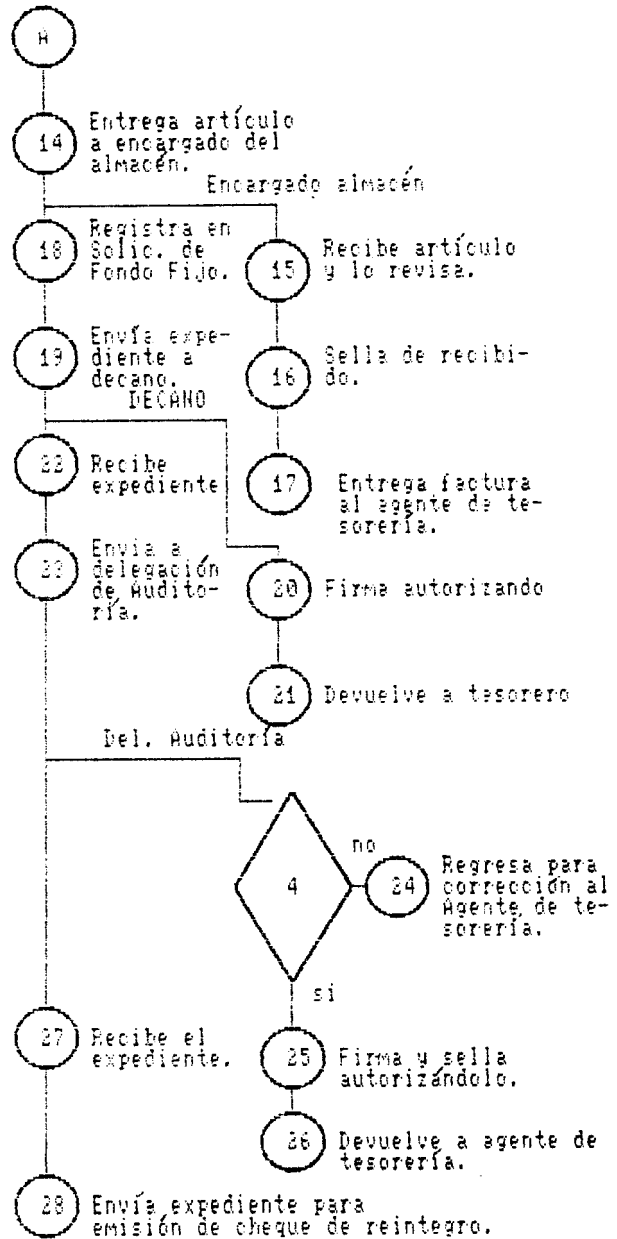 A
14 Entrega artículo
a encargado del
almacén.
Encargado almacén
18 Registra en
Solic. de
Fondo Fijo.
15 Recibe artículo
y lo revisa.
19 Envía expe-
diente a
decano.
16 Sella de recibi-
do.
DECANO
22 Recibe
expediente
17 Entrega factura
al agente de te-
sorería.
23 Envia a
delegación
de Audito-
ría.
20 Firma autorizando
21 Devuelve a tesorero
Del. Auditoría
4
no
24 Regresa para
corrección al
Agente de te-
sorería.
si
27 Recibe el
expediente.
25 Firma y sella
autorizándolo.
26 Devuelve a agente de
tesorería.
28 Envía expediente para
emisión de cheque de reintegro.